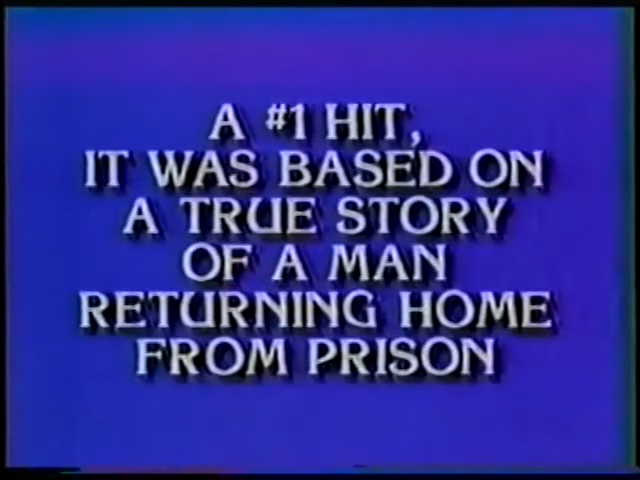 A #1 HIT,
IT WAS BASED ON
A TRUE STORY
OF A MAN
RETURNING HOME
FROM PRISON